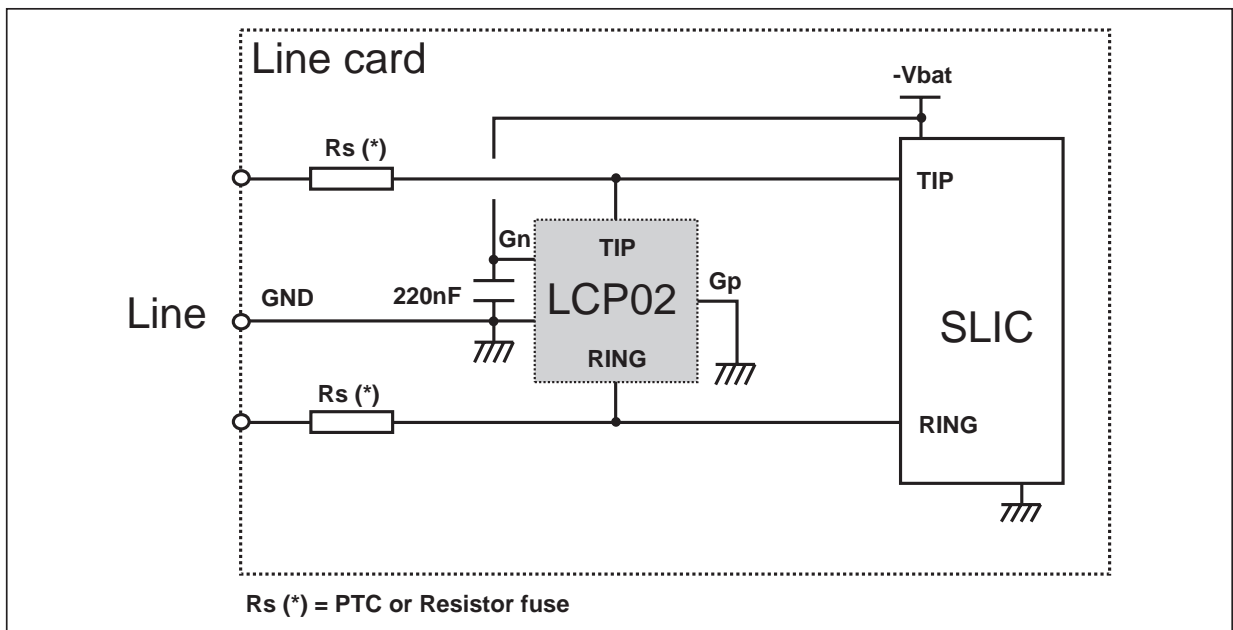 Line card
-Vbat
Rs (*)
TIP
Gn
TIP
Gp
220nF
LCP02
GND
Line
SLIC
RING
Rs (*)
RING
Rs (*) = PTC or Resistor fuse